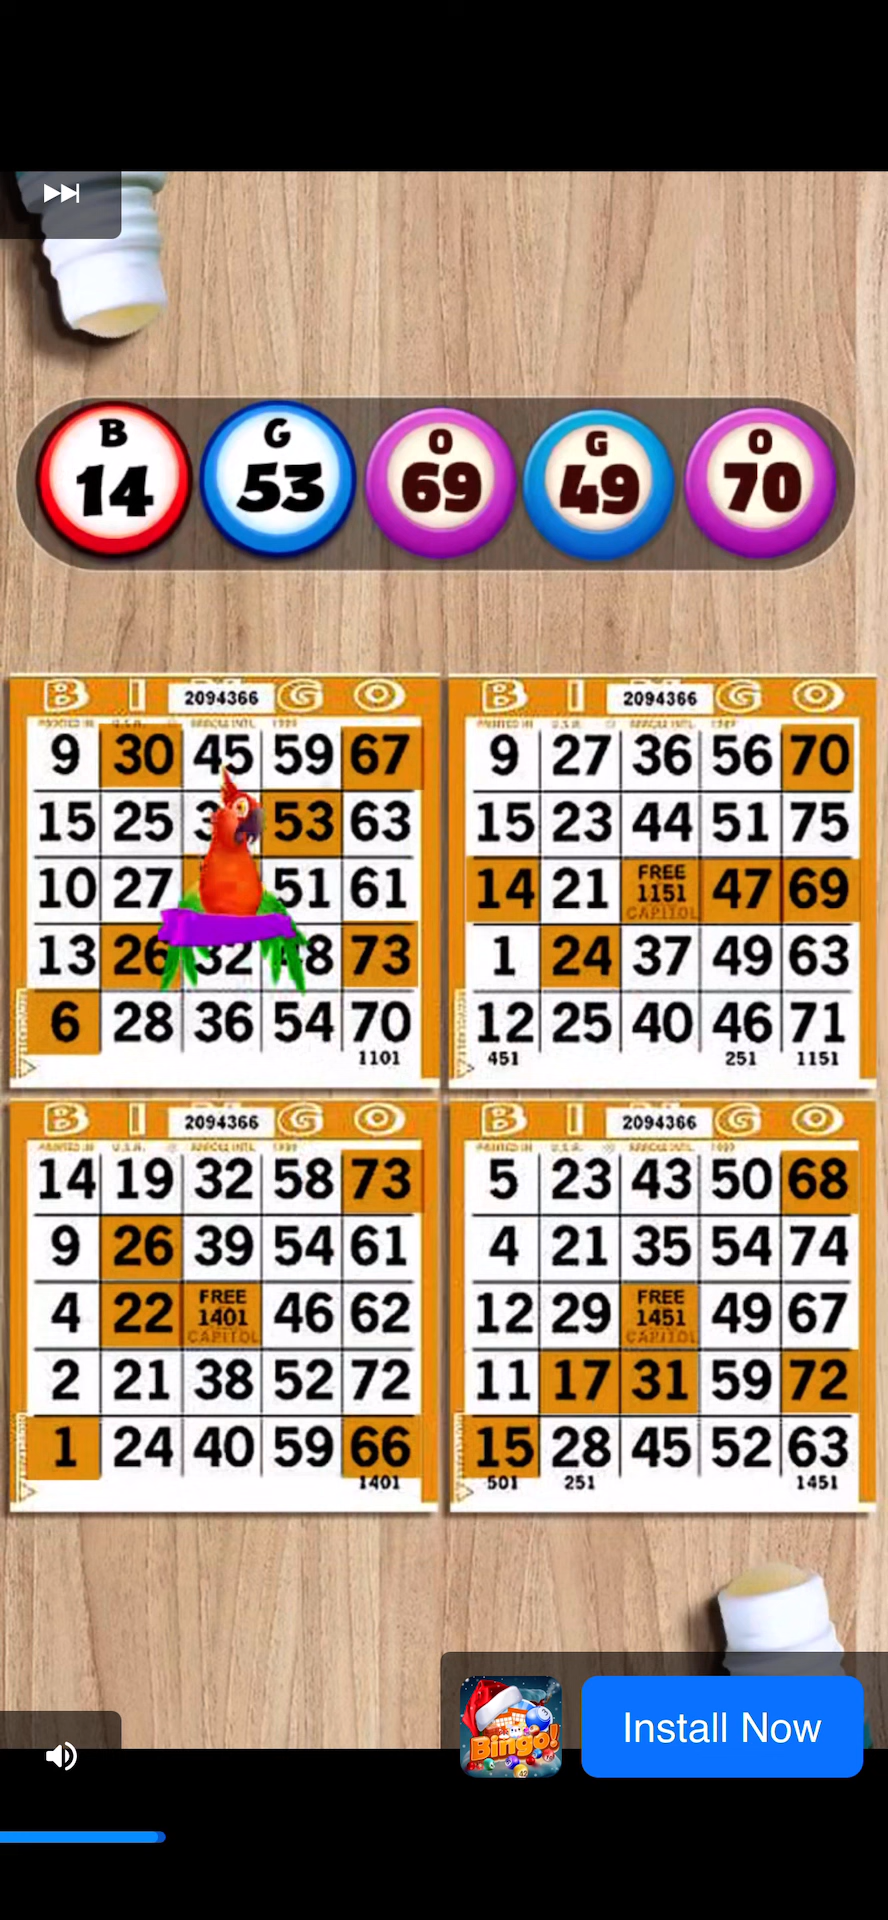 B G O G O
14 53 69 49 70
B I G O
2094366
9 30 45 59 67
15 25 53 63
10 27 51 61
13 26 32 73
6 28 36 54 70
1101
B I G O
2094366
9 27 36 56 70
15 23 44 51 75
14 21 FREE 1151 CAPITOL 47 69
1 24 37 49 63
12 25 40 46 71
451 251 1151
B I G O
2094366
14 19 32 58 73
9 26 39 54 61
4 22 FREE 1401 CAPITOL 46 62
2 21 38 52 72
1 24 40 59 66
1401
B I G O
2094366
5 23 43 50 68
4 21 35 54 74
12 29 FREE 1451 CAPITOL 49 67
11 17 31 59 72
15 28 45 52 63
501 251 1451
Bingo!
Install Now